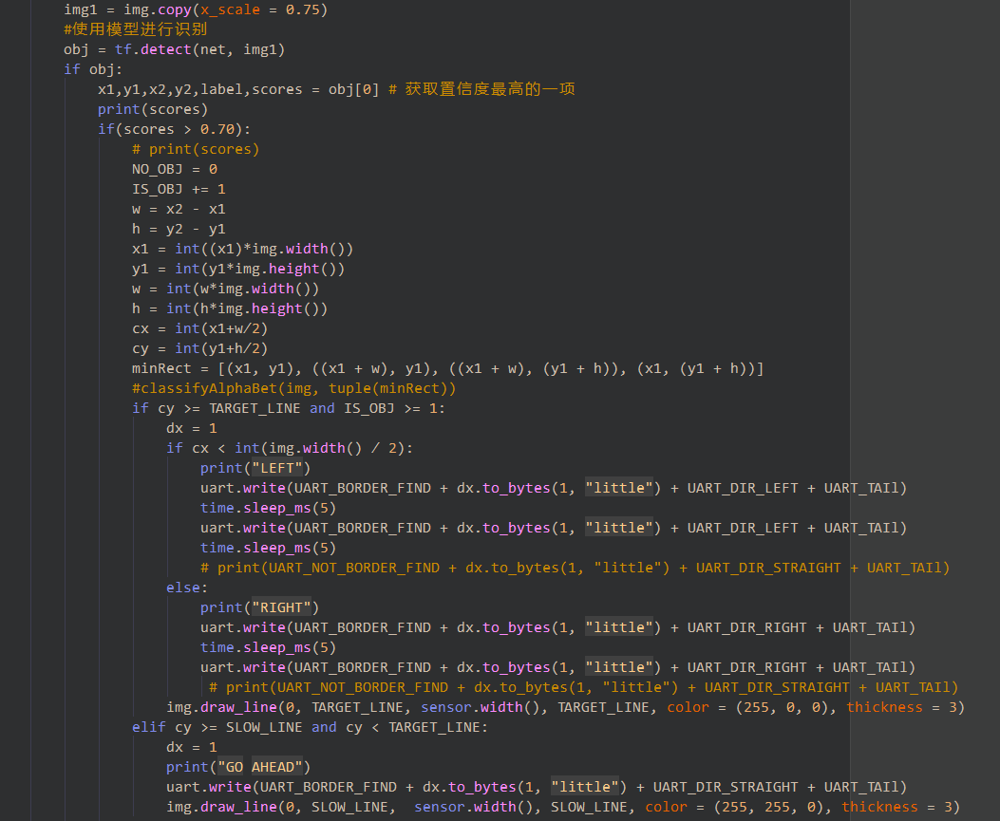 img1 = img.copy(x_scale = 0.75)
#使用模型进行识别
obj = tf.detect(net, img1)
if obj:
x1,y1,x2,y2,label,scores = obj[0] # 获取置信度最高的一项
print(scores)
if(scores > 0.70):
# print(scores)
NO_OBJ = 0
IS_OBJ += 1
w = x2 - x1
h = y2 - y1
x1 = int((x1)*img.width())
y1 = int(y1*img.height())
w = int(w*img.width())
h = int(h*img.height())
cx = int(x1+w/2)
cy = int(y1+h/2)
minRect = [(x1, y1), ((x1 + w), y1), ((x1 + w), (y1 + h)), (x1, (y1 + h))]
#classifyAlphaBet(img, tuple(minRect))
if cy >= TARGET_LINE and IS_OBJ >= 1:
dx = 1
if cx < int(img.width() / 2):
print("LEFT")
uart.write(UART_BORDER_FIND + dx.to_bytes(1, "little") + UART_DIR_LEFT + UART_TAIl)
time.sleep_ms(5)
uart.write(UART_BORDER_FIND + dx.to_bytes(1, "little") + UART_DIR_LEFT + UART_TAIl)
time.sleep_ms(5)
# print(UART_NOT_BORDER_FIND + dx.to_bytes(1, "little") + UART_DIR_STRAIGHT + UART_TAIl)
else:
print("RIGHT")
uart.write(UART_BORDER_FIND + dx.to_bytes(1, "little") + UART_DIR_RIGHT + UART_TAIl)
time.sleep_ms(5)
uart.write(UART_BORDER_FIND + dx.to_bytes(1, "little") + UART_DIR_RIGHT + UART_TAIl)
# print(UART_NOT_BORDER_FIND + dx.to_bytes(1, "little") + UART_DIR_STRAIGHT + UART_TAIl)
img.draw_line(0, TARGET_LINE, sensor.width(), TARGET_LINE, color = (255, 0, 0), thickness = 3)
elif cy >= SLOW_LINE and cy < TARGET_LINE:
dx = 1
print("GO AHEAD")
uart.write(UART_BORDER_FIND + dx.to_bytes(1, "little") + UART_DIR_STRAIGHT + UART_TAIl)
img.draw_line(0, SLOW_LINE,  sensor.width(), SLOW_LINE, color = (255, 255, 0), thickness = 3)